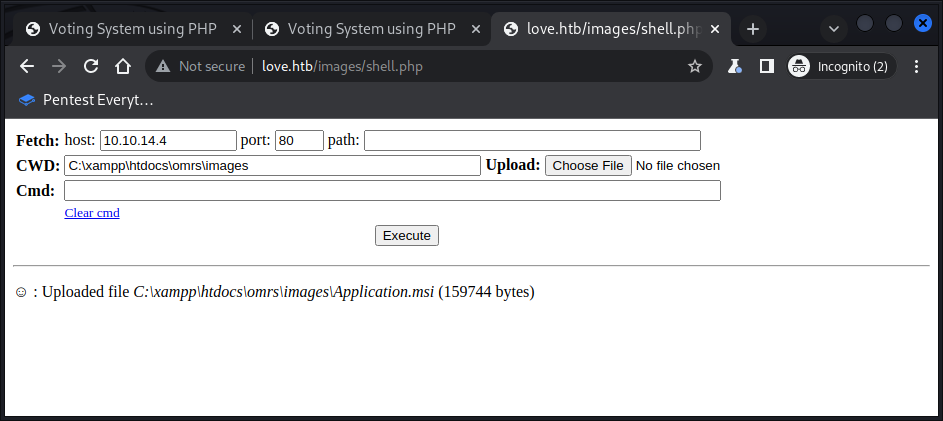 Voting System using PHP
Voting System using PHP
love.htb/images/shell.php
Not secure
love.htb/images/shell.php
Incognito (2)
Pentest Everyt…
Fetch: host: 10.10.14.4 port: 80 path:
CWD: C:\xampp\htdocs\omrs\images Upload: Choose File No file chosen
Cmd:
Clear cmd
Execute
☺ : Uploaded file C:\xampp\htdocs\omrs\images\Application.msi (159744 bytes)